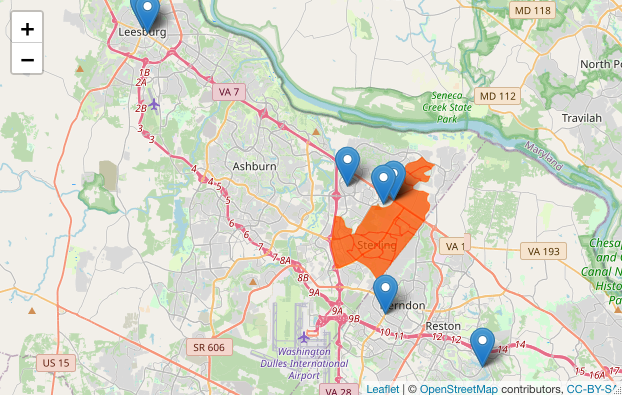 +
−
Leesburg
1B
2A
2B
3
3
VA 7
MD 118
North Po
Seneca
Creek State
Park
MD 112
Travilah
Maryland
Ashburn
4
4-5
5
6
6
7
7-8A
8B
9A
9A
9B
10
11
12
14
14
15
16A
17
Sterling
VA 1
VA 193
Chesa
and O
Canal N
Histo
Pa
erndon
Reston
Washington
Dulles International
Airport
SR 606
US 15
VA 28
Leaflet | © OpenStreetMap contributors, CC-BY-SA